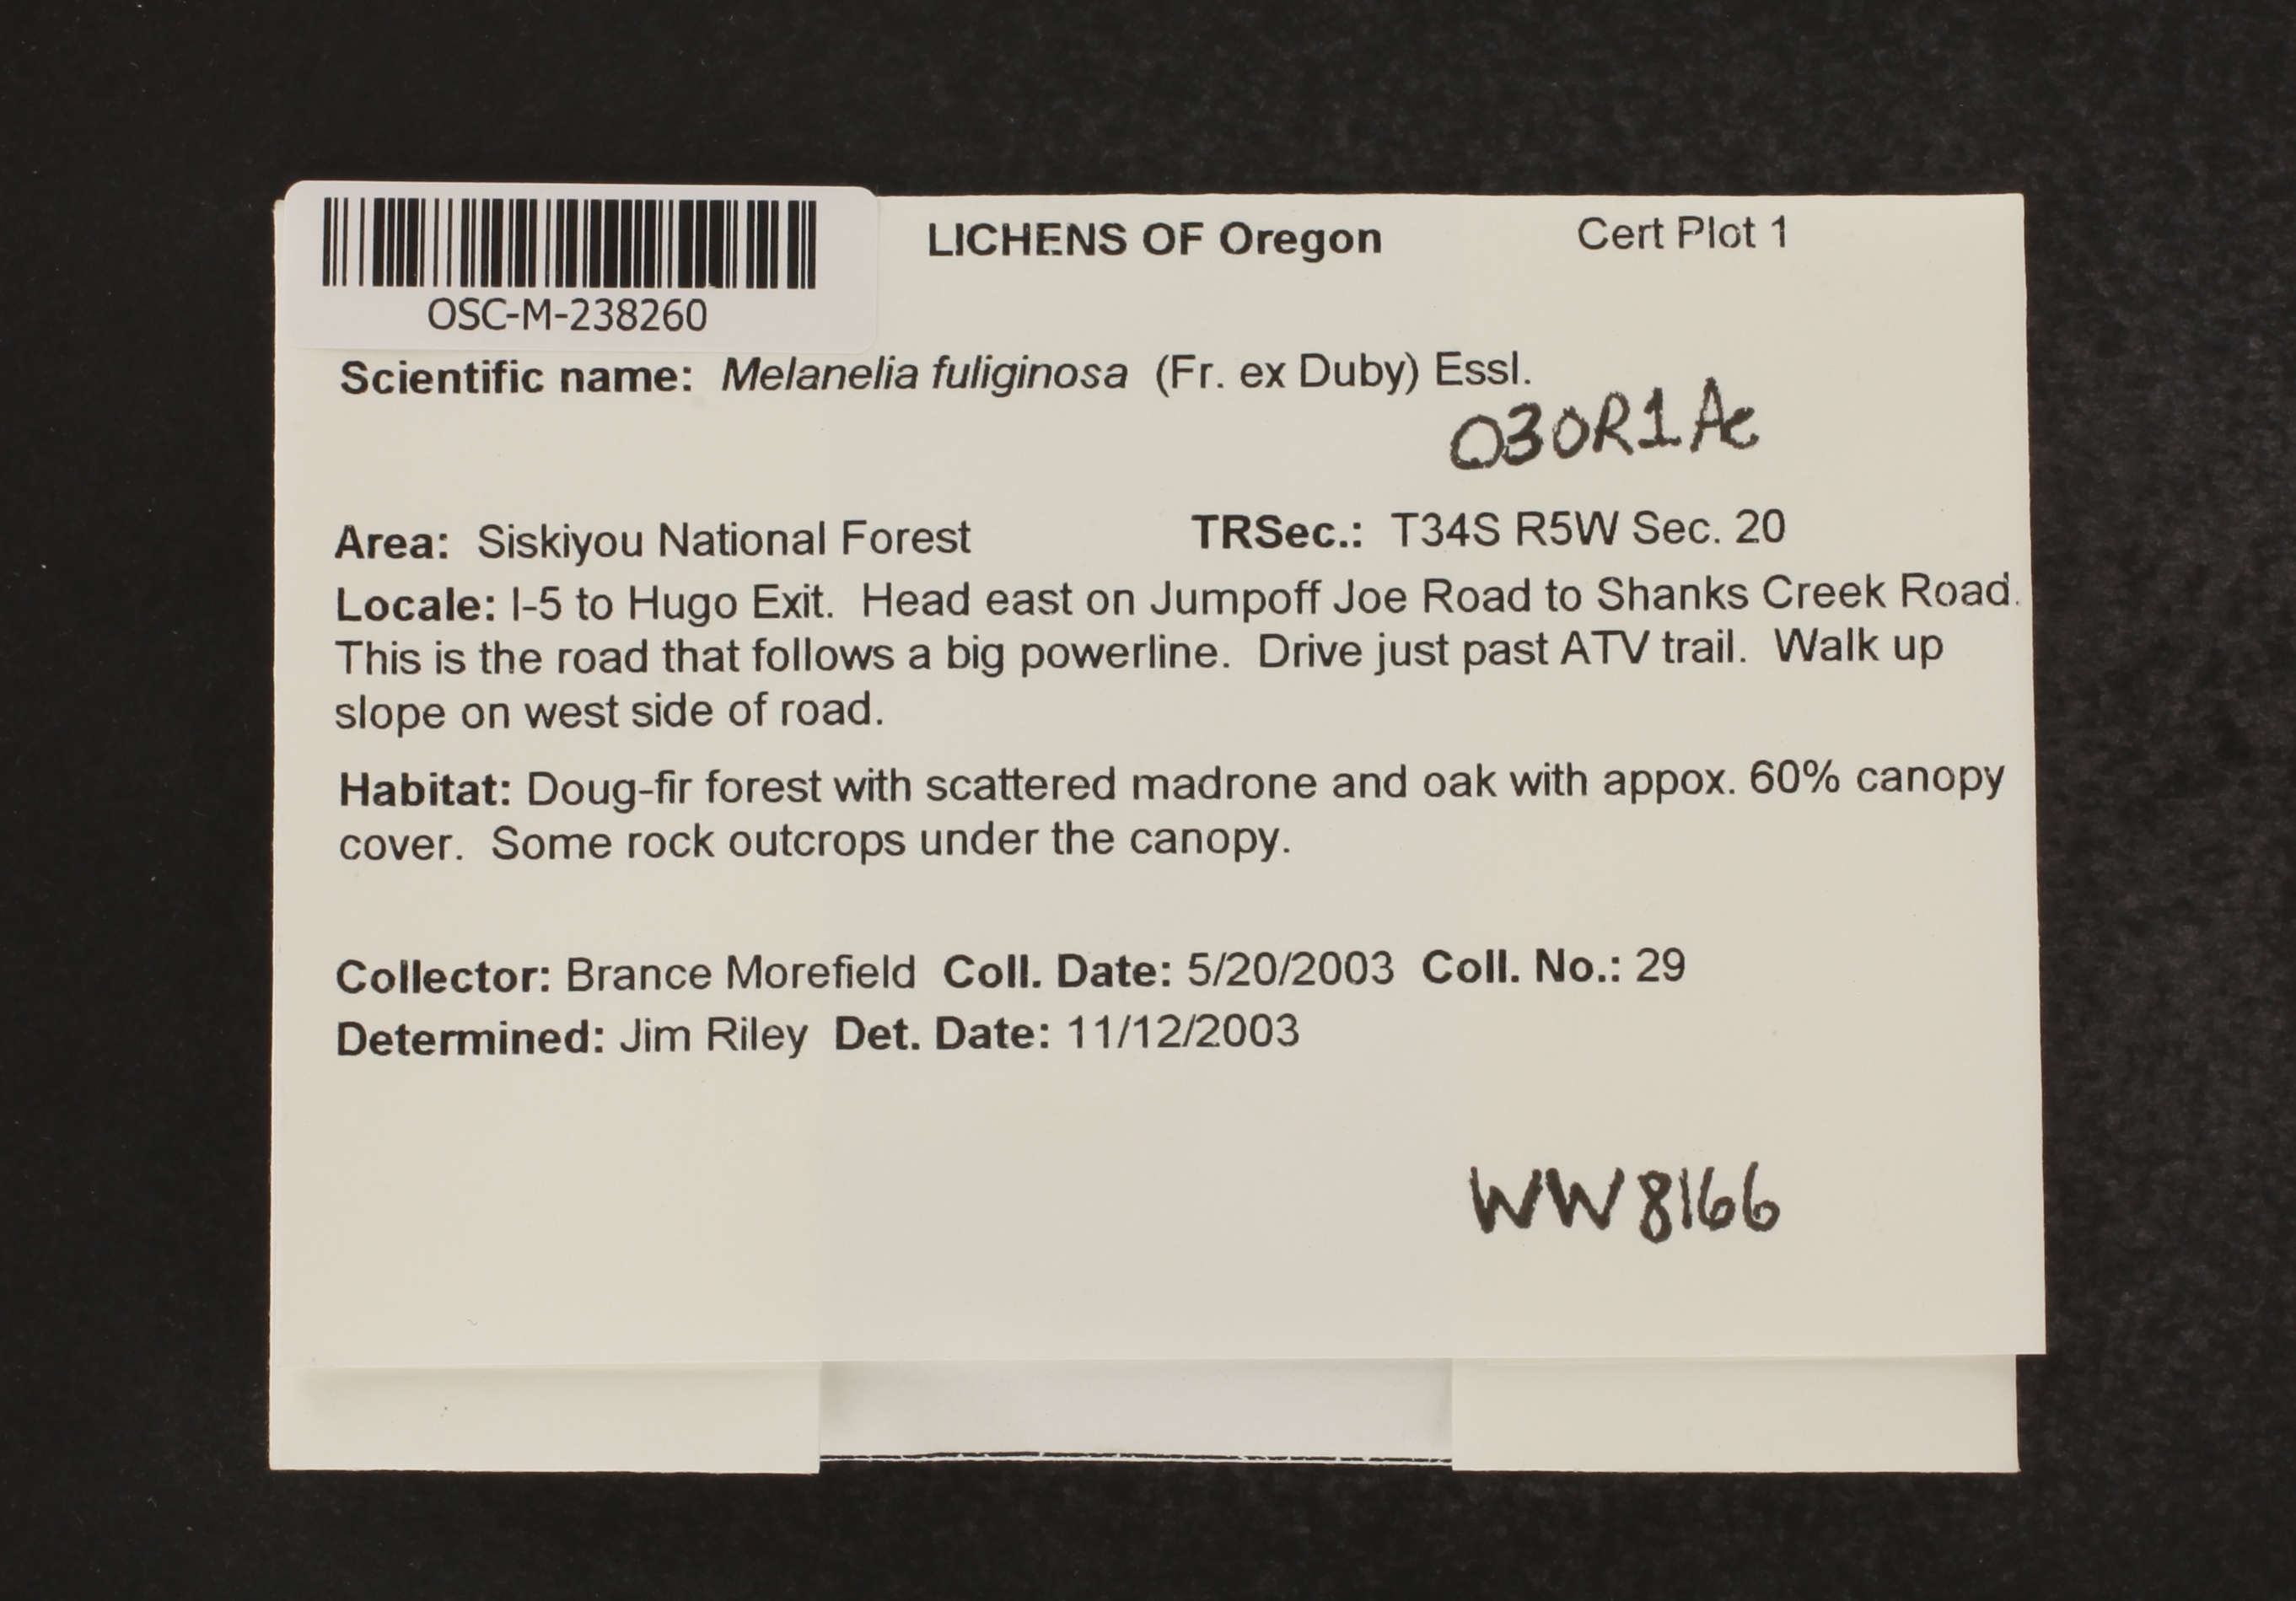 LICHENS OF Oregon Cert Plot 1
OSC-M-238260
Scientific name: Melanelia fuliginosa (Fr. ex Duby) Essl.
030R1Ac
Area: Siskiyou National Forest TRSec.: T34S R5W Sec. 20
Locale: I-5 to Hugo Exit. Head east on Jumpoff Joe Road to Shanks Creek Road.
This is the road that follows a big powerline. Drive just past ATV trail. Walk up
slope on west side of road.
Habitat: Doug-fir forest with scattered madrone and oak with appox. 60% canopy
cover. Some rock outcrops under the canopy.
Collector: Brance Morefield Coll. Date: 5/20/2003 Coll. No.: 29
Determined: Jim Riley Det. Date: 11/12/2003
WW8166